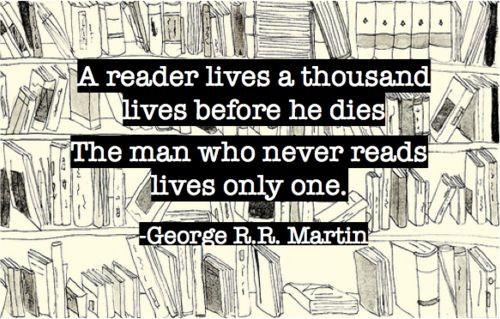 A reader lives a thousand
lives before he dies
The man who never reads
lives only one.
-George R.R. Martin